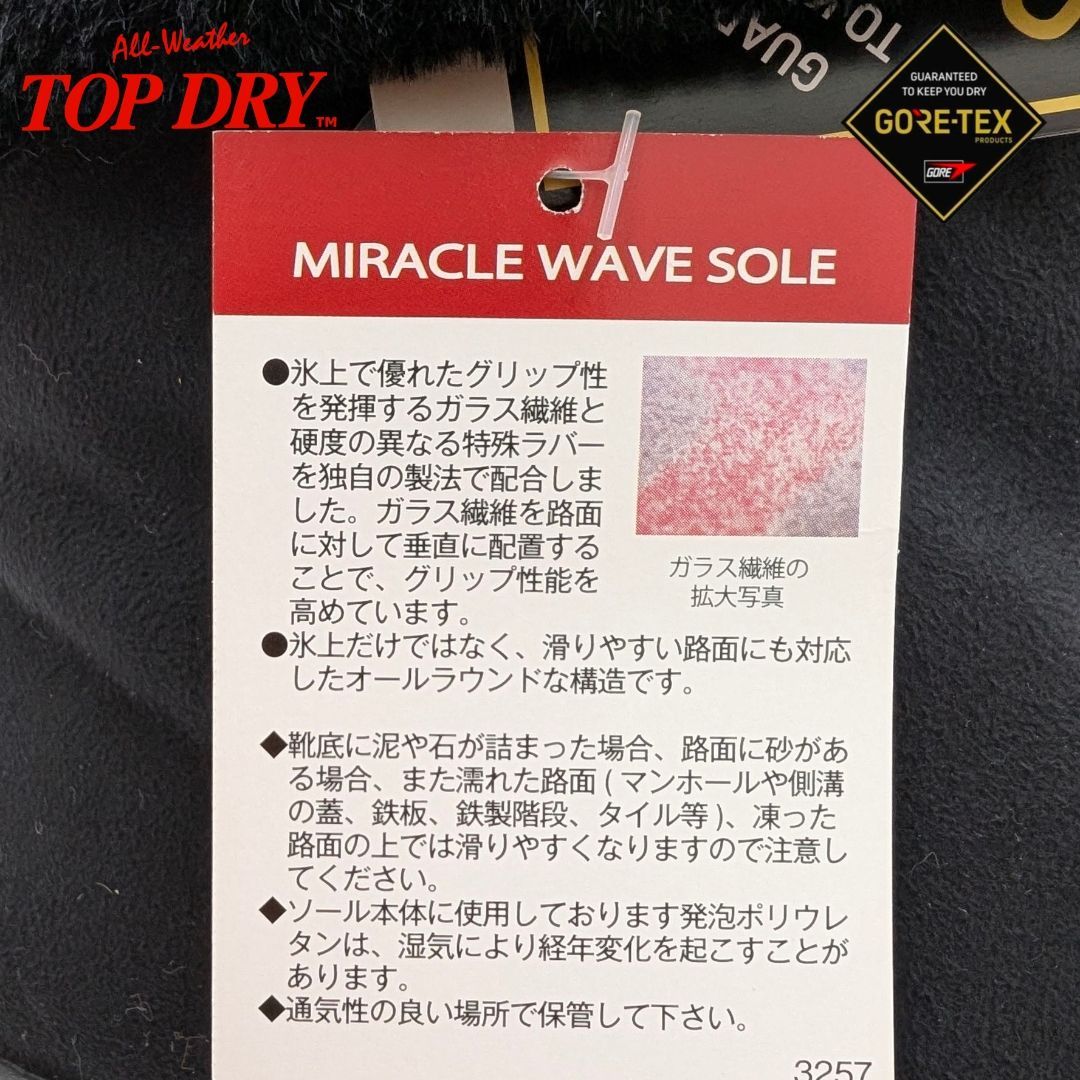 All-Weather
TOP DRY™
GUAR
TO K
GUARANTEED
TO KEEP YOU DRY
GORE-TEX
PRODUCTS
GORE
MIRACLE WAVE SOLE
●氷上で優れたグリップ性
を発揮するガラス繊維と
硬度の異なる特殊ラバー
を独自の製法で配合しま
した。ガラス繊維を路面
に対して垂直に配置する
ことで、グリップ性能を
高めています。
ガラス繊維の
拡大写真
●氷上だけではなく、滑りやすい路面にも対応
したオールラウンドな構造です。
◆靴底に泥や石が詰まった場合、路面に砂があ
る場合、また濡れた路面 ( マンホールや側溝
の蓋、鉄板、鉄製階段、タイル等 )、凍った
路面の上では滑りやすくなりますので注意し
てください。
◆ソール本体に使用しております発泡ポリウレ
タンは、湿気により経年変化を起こすことが
あります。
◆通気性の良い場所で保管して下さい。
3257